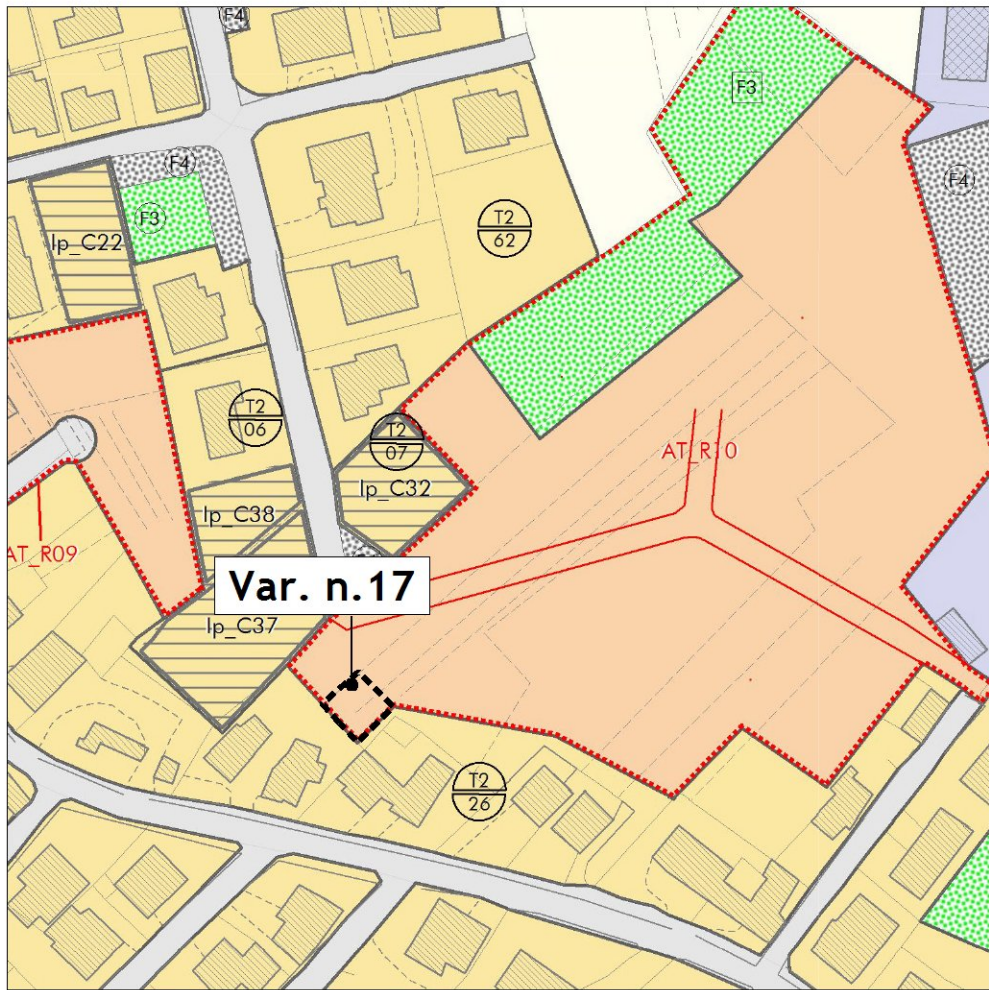 F4
F3
F4
F4
Ip_C22
F3
T2
62
T2
06
T2
07
AT_R10
Ip_C32
Ip_C38
AT_R09
Var. n.17
Ip_C37
T2
26